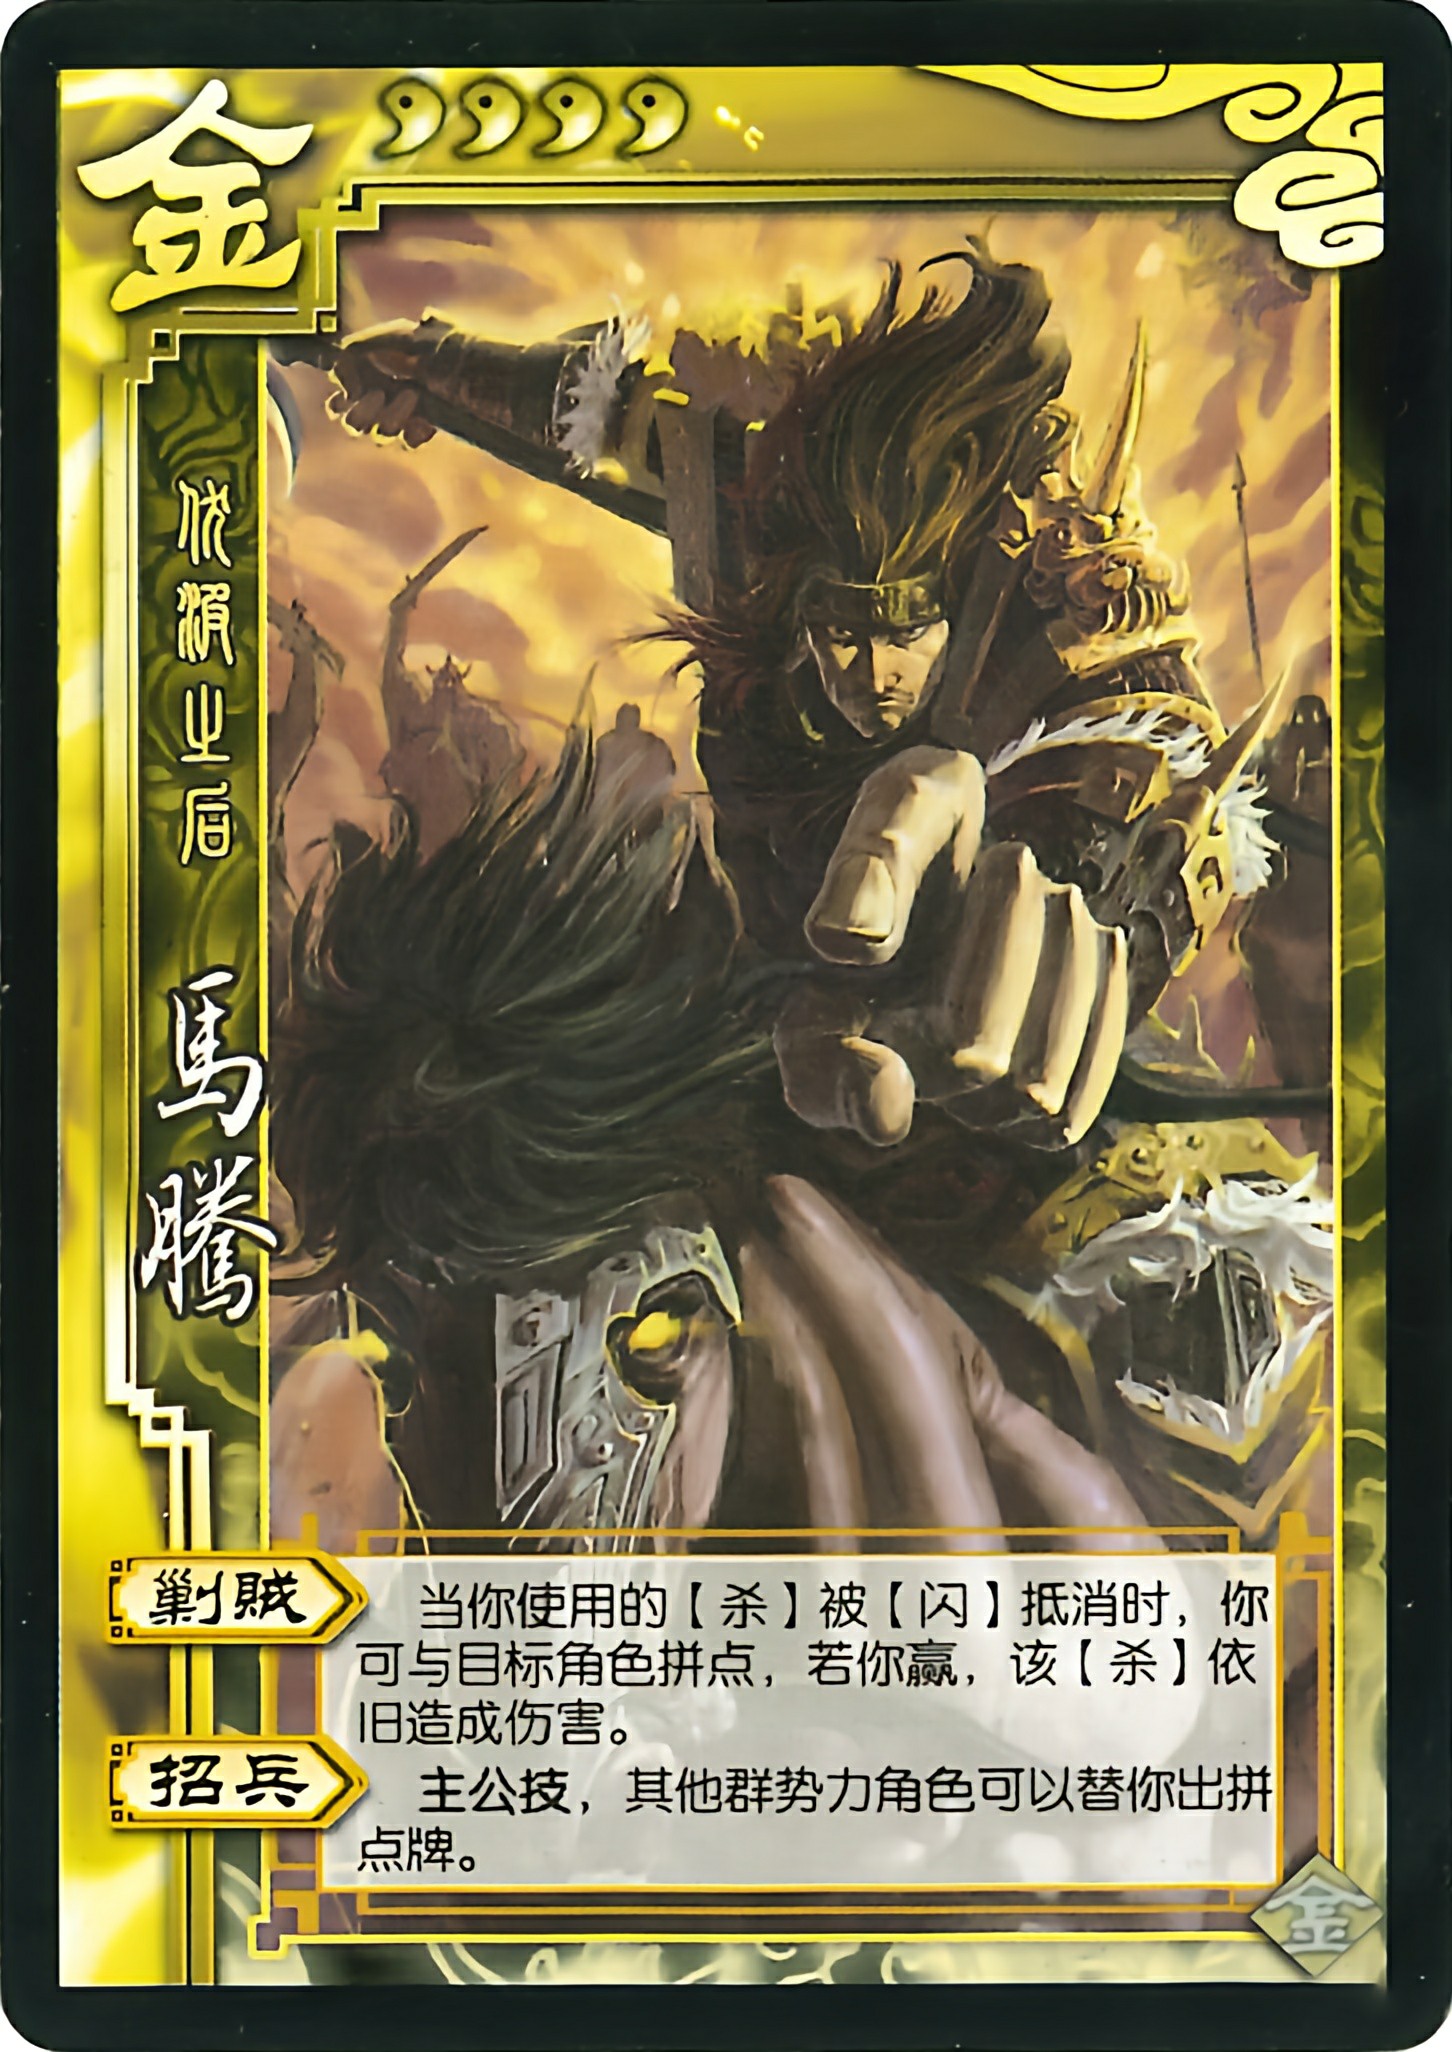 金
伏波之后
馬騰
剿賊
当你使用的【杀】被【闪】抵消时，你
可与目标角色拼点，若你赢，该【杀】依
旧造成伤害。
招兵
主公技，其他群势力角色可以替你出拼
点牌。
金